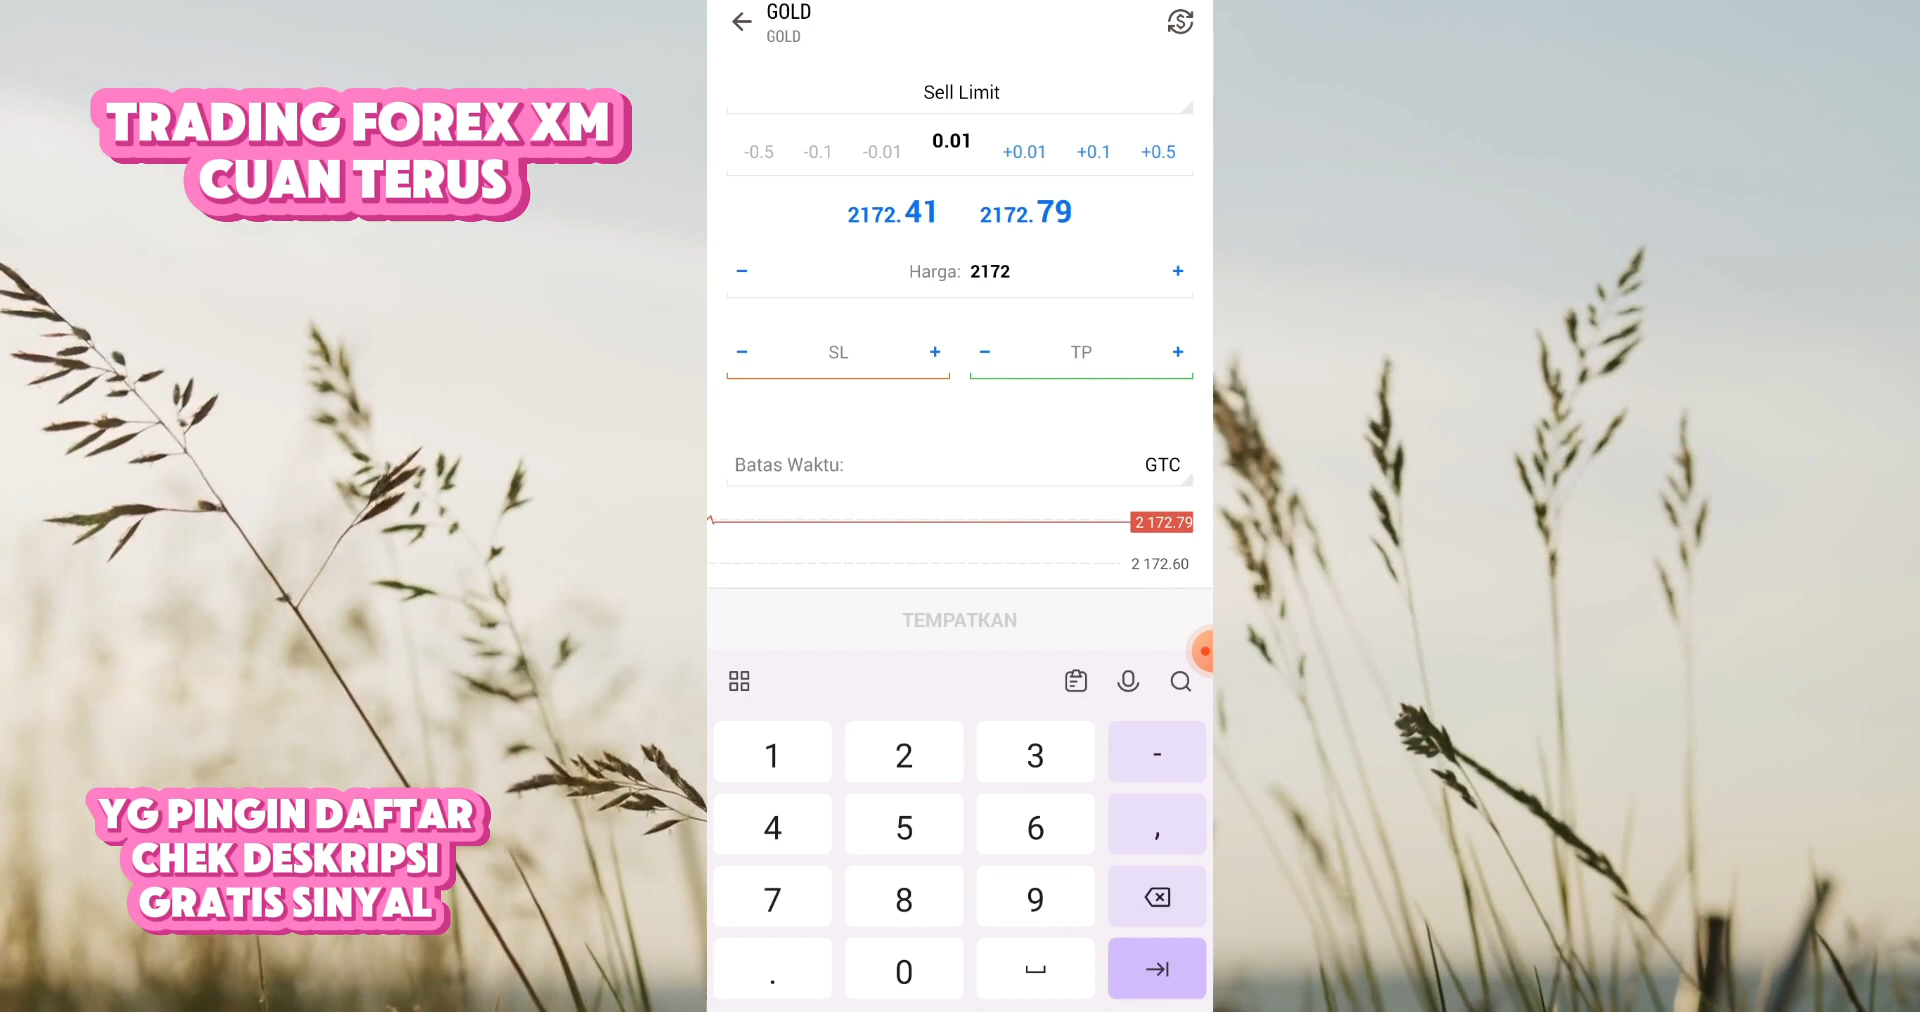 GOLD
GOLD
TRADING FOREX XM
CUAN TERUS
Sell Limit
-0.5 -0.1 -0.01 0.01 +0.01 +0.1 +0.5
2172.41 2172.79
- Harga: 2172 +
- SL + - TP +
Batas Waktu: GTC
2 172.79
2 172.60
TEMPATKAN
YG PINGIN DAFTAR
CHEK DESKRIPSI
GRATIS SINYAL
1 2 3 -
4 5 6 ,
7 8 9
. 0